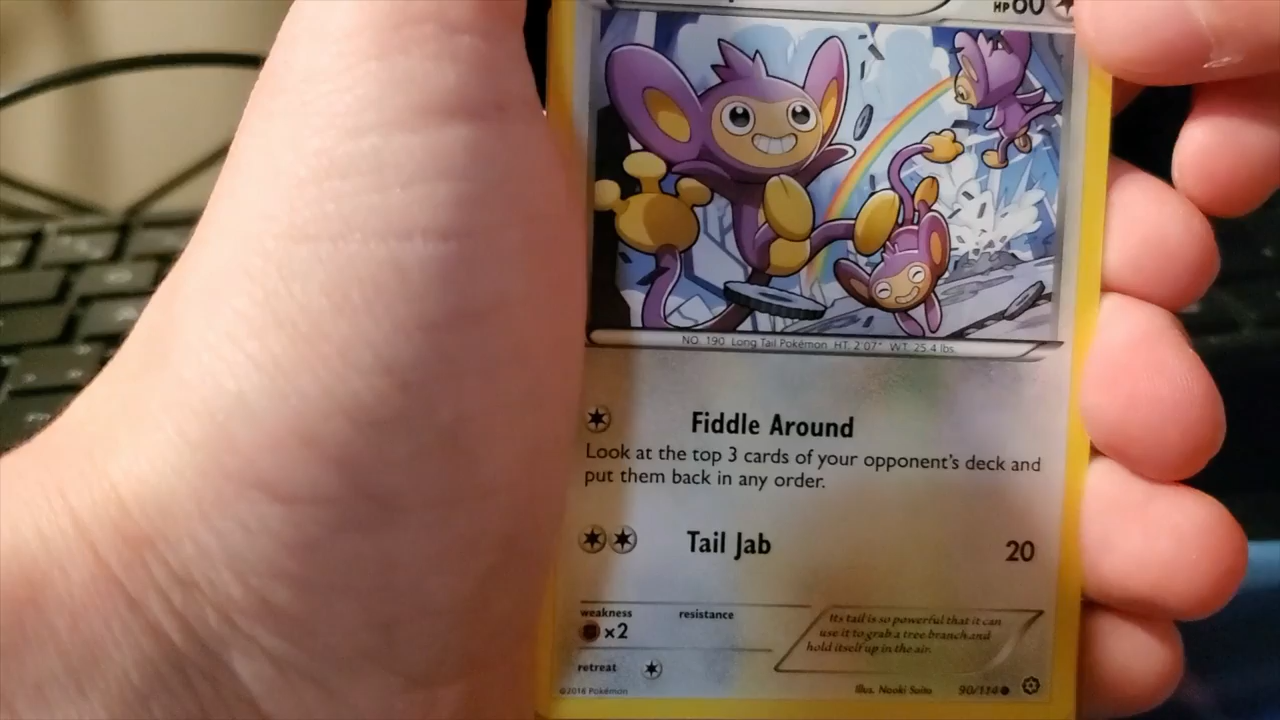 HP60
NO. 190 Long Tail Pokémon HT: 2'07" WT: 25.4 lbs.
Fiddle Around
Look at the top 3 cards of your opponent's deck and
put them back in any order.
Tail Jab 20
weakness resistance
×2
Its tail is so powerful that it can
use it to grab a tree branch and
hold itself up in the air.
retreat
©2016 Pokémon Illus. Naoki Saito 90/114